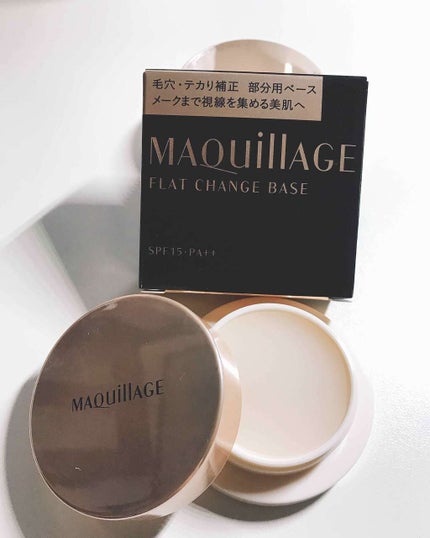 毛穴・テカリ補正 部分用ベース
メークまで視線を集める美肌へ
MAQuillAGE
FLAT CHANGE BASE
SPF15・PA++
MAQuillAGE